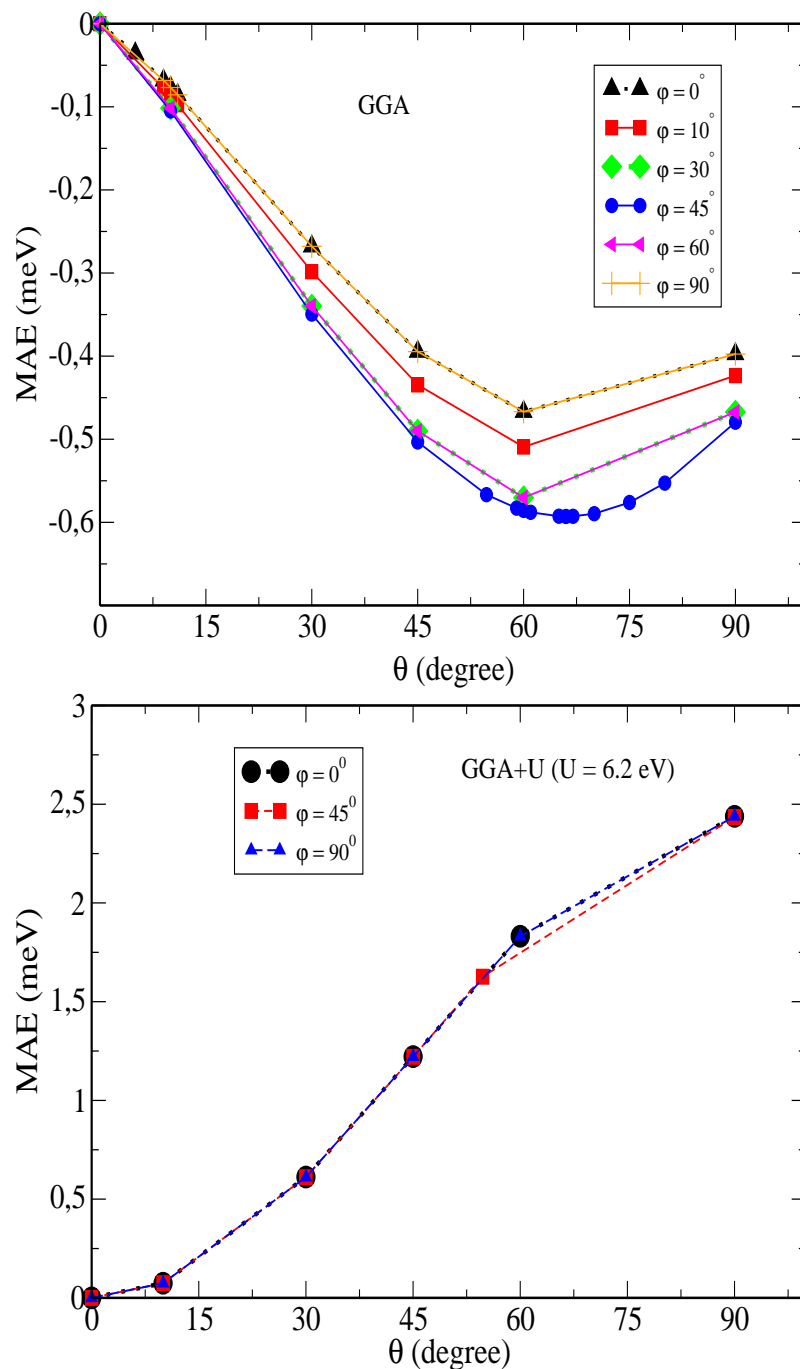 0
-0,1
-0,2
-0,3
-0,4
-0,5
-0,6
MAE (meV)
GGA
φ = 0°
φ = 10°
φ = 30°
φ = 45°
φ = 60°
φ = 90°
0 15 30 45 60 75 90
θ (degree)
3
2,5
2
1,5
1
0,5
0
MAE (meV)
φ = 0⁰
φ = 45⁰
φ = 90⁰
GGA+U (U = 6.2 eV)
0 15 30 45 60 75 90
θ (degree)